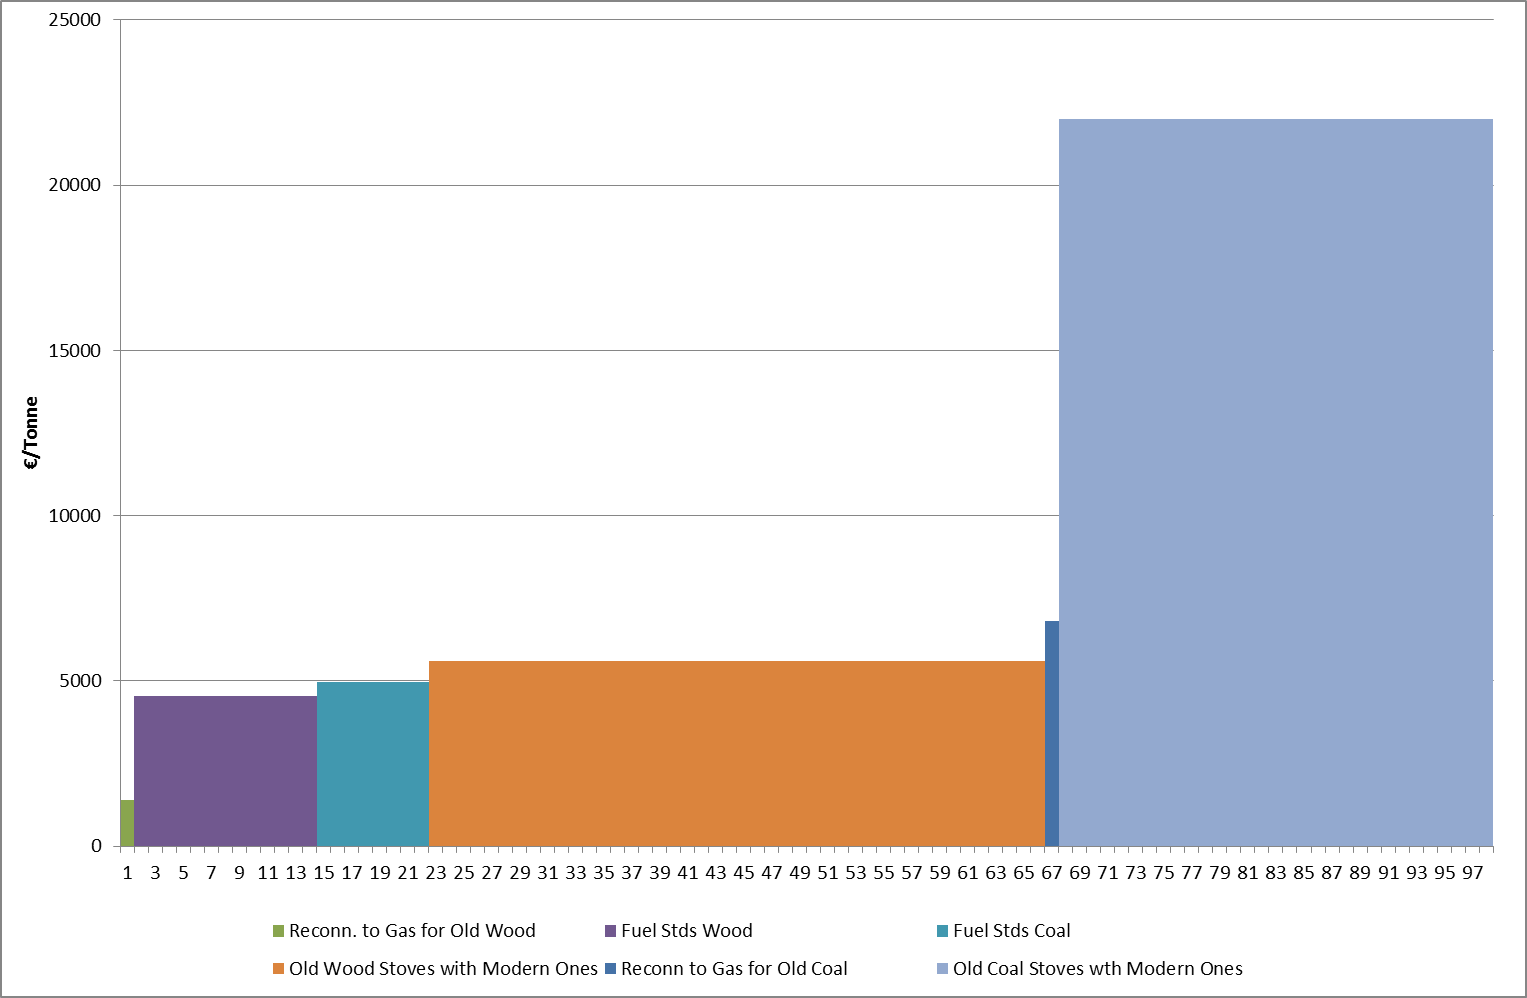 25000
20000
15000
10000
5000
0
€/Tonne
1 3 5 7 9 11 13 15 17 19 21 23 25 27 29 31 33 35 37 39 41 43 45 47 49 51 53 55 57 59 61 63 65 67 69 71 73 75 77 79 81 83 85 87 89 91 93 95 97
Reconn. to Gas for Old Wood Fuel Stds Wood Fuel Stds Coal
Old Wood Stoves with Modern Ones Reconn to Gas for Old Coal Old Coal Stoves wth Modern Ones